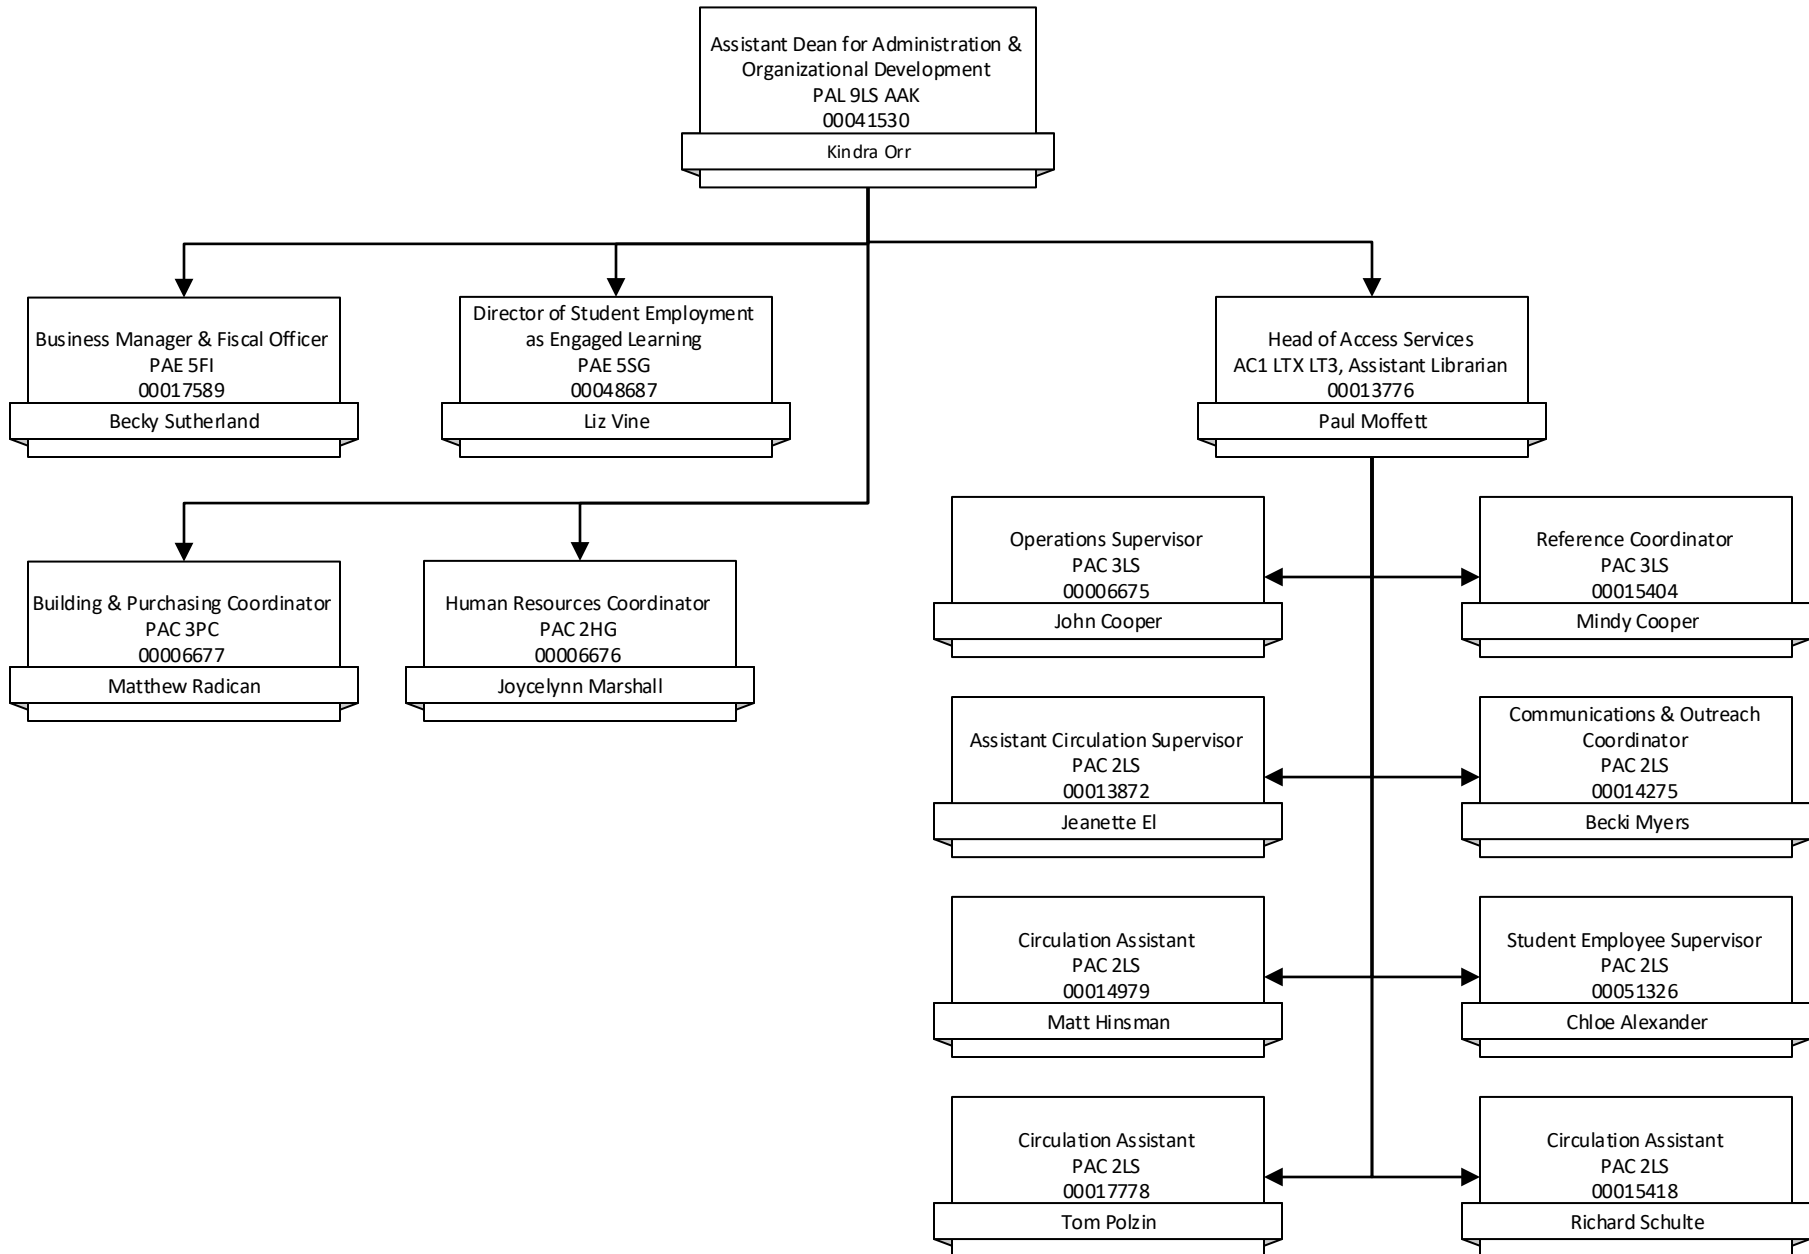 Assistant Dean for Administration &
Organizational Development
PAL 9LS AAK
00041530
Kindra Orr
Business Manager & Fiscal Officer
PAE 5FI
00017589
Becky Sutherland
Director of Student Employment
as Engaged Learning
PAE 5SG
00048687
Liz Vine
Head of Access Services
AC1 LTX LT3, Assistant Librarian
00013776
Paul Moffett
Building & Purchasing Coordinator
PAC 3PC
00006677
Matthew Radican
Human Resources Coordinator
PAC 2HG
00006676
Joycelynn Marshall
Operations Supervisor
PAC 3LS
00006675
John Cooper
Reference Coordinator
PAC 3LS
00015404
Mindy Cooper
Assistant Circulation Supervisor
PAC 2LS
00013872
Jeanette El
Communications & Outreach
Coordinator
PAC 2LS
00014275
Becki Myers
Circulation Assistant
PAC 2LS
00014979
Matt Hinsman
Student Employee Supervisor
PAC 2LS
00051326
Chloe Alexander
Circulation Assistant
PAC 2LS
00017778
Tom Polzin
Circulation Assistant
PAC 2LS
00015418
Richard Schulte